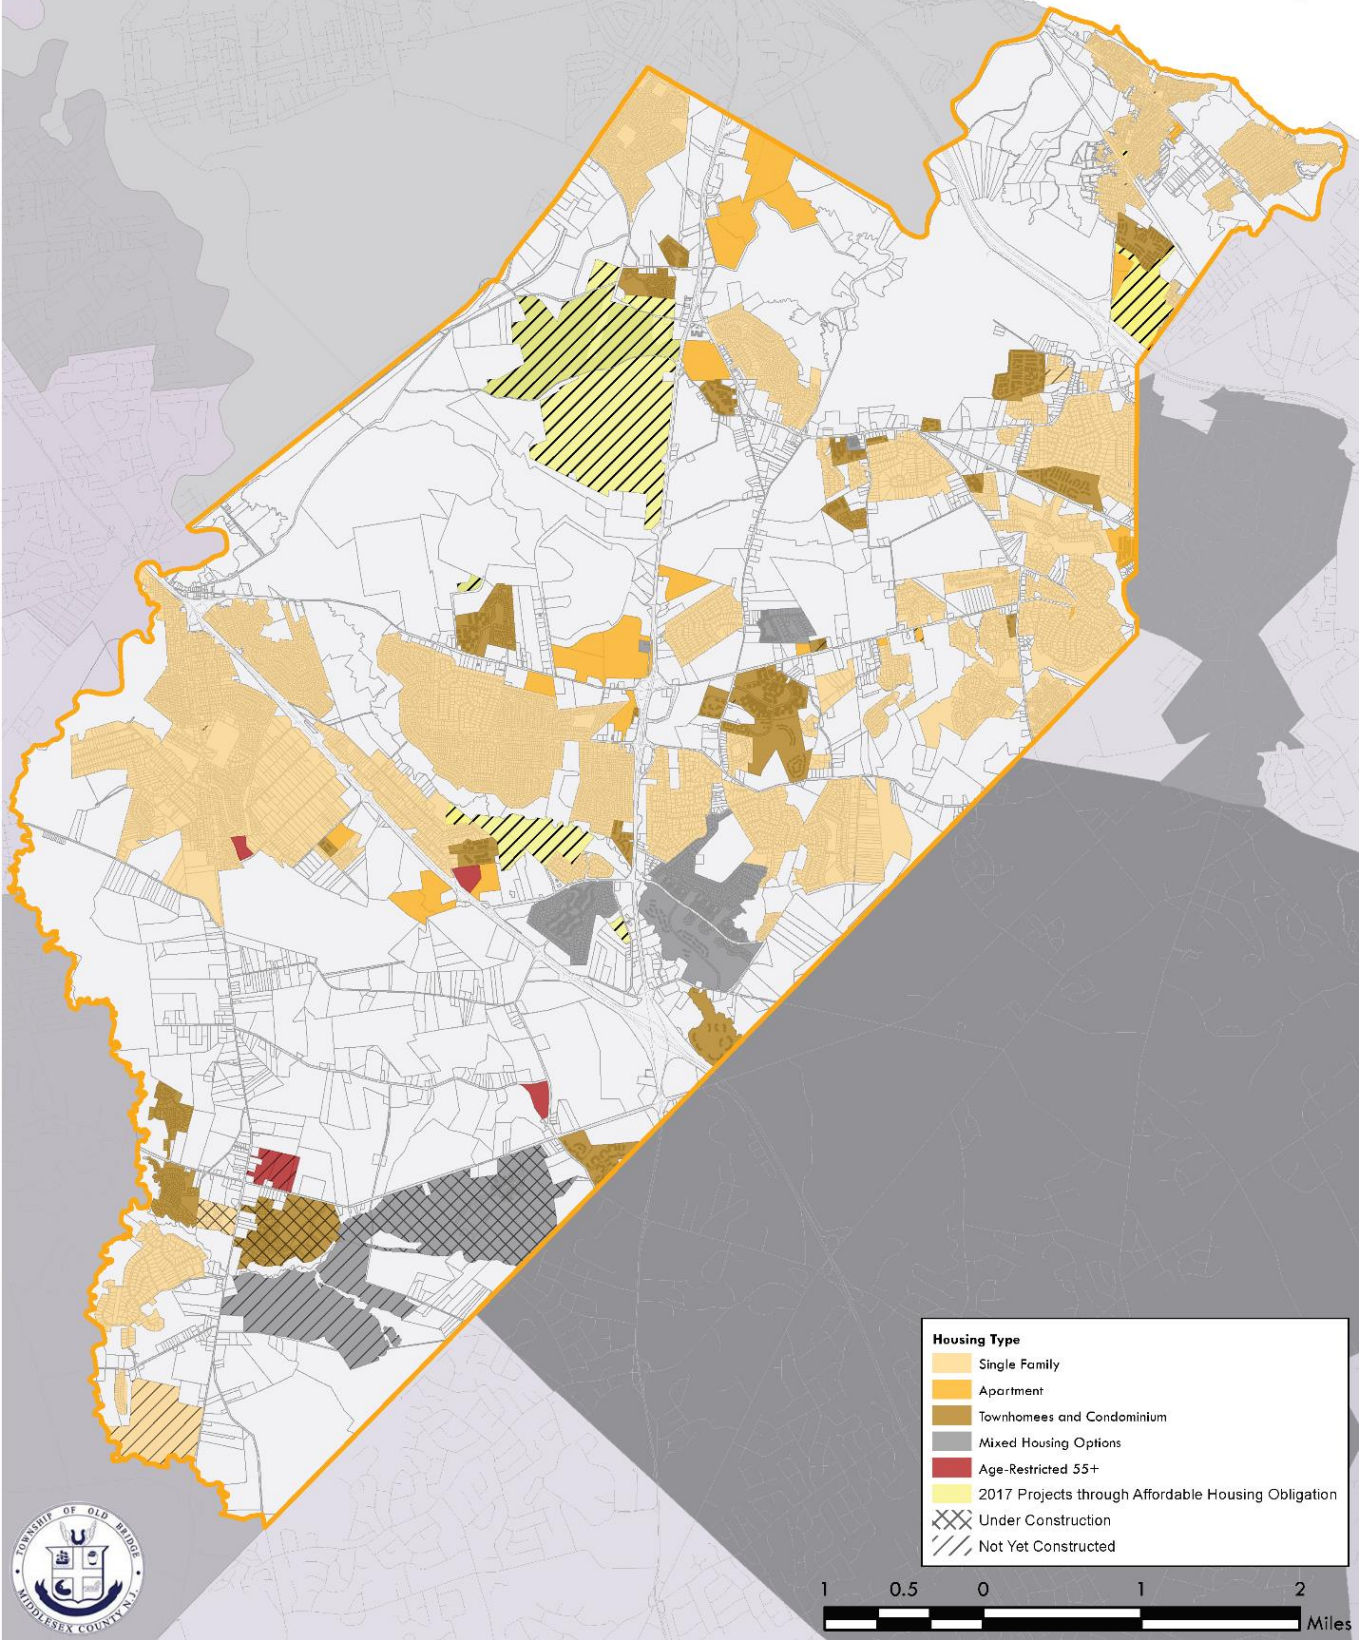 Housing Type
Single Family
Apartment
Townhomees and Condominium
Mixed Housing Options
Age-Restricted 55+
2017 Projects through Affordable Housing Obligation
Under Construction
Not Yet Constructed
TOWNSHIP OF OLD BRIDGE
MIDDLESEX COUNTY N.J.
1 0.5 0 1 2
Miles